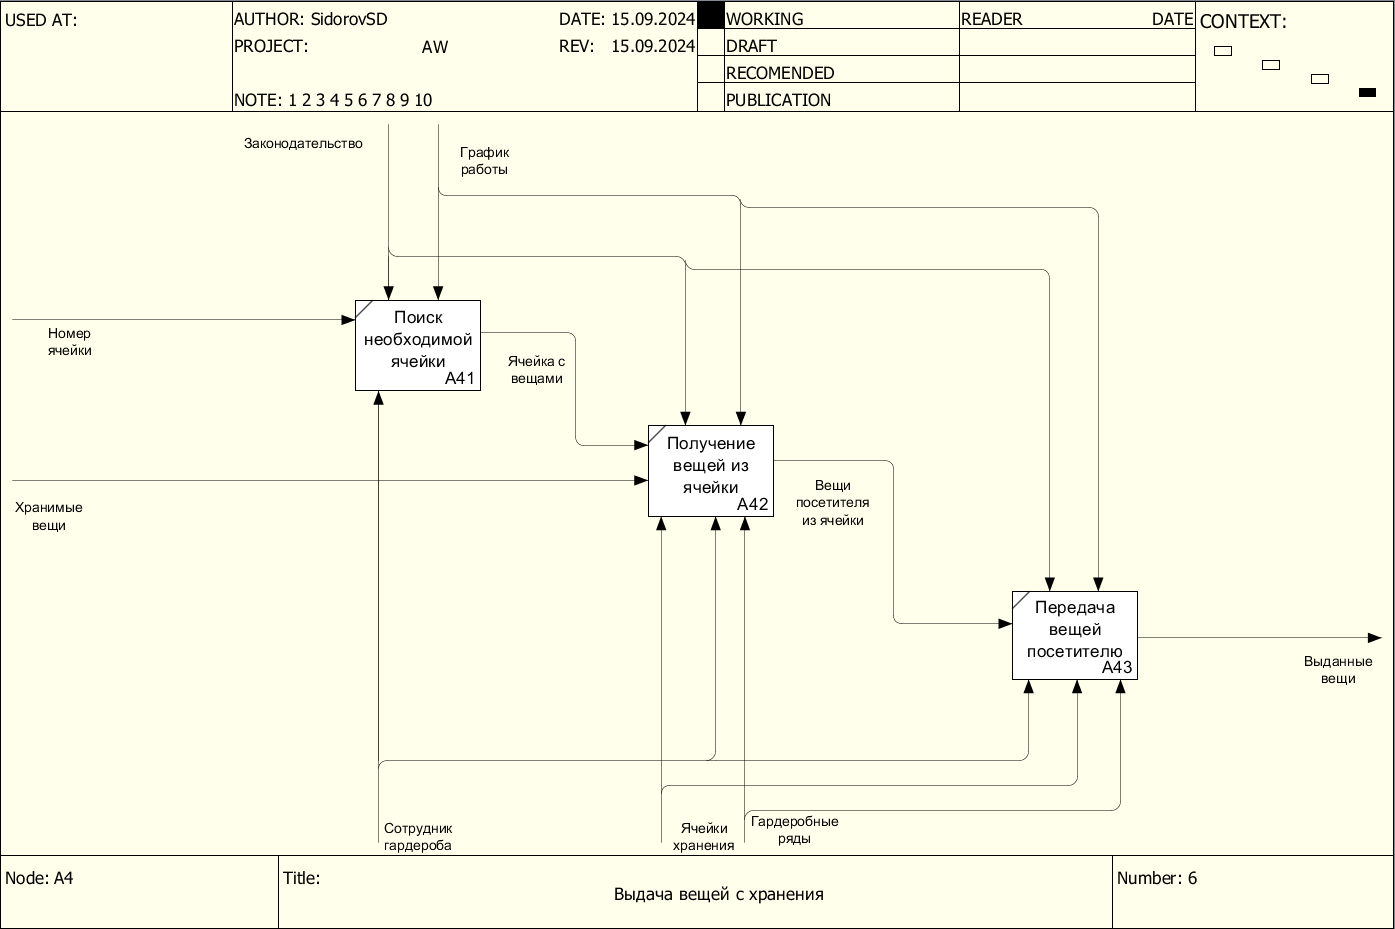 USED AT:
AUTHOR: SidorovSD
DATE: 15.09.2024
PROJECT:
AW
REV: 15.09.2024
NOTE: 1 2 3 4 5 6 7 8 9 10
WORKING
DRAFT
RECOMENDED
PUBLICATION
READER
DATE
CONTEXT:
Законодательство
График
работы
Номер
ячейки
Поиск
необходимой
ячейки
A41
Ячейка с
вещами
Хранимые
вещи
Получение
вещей из
ячейки
A42
Вещи
посетителя
из ячейки
Передача
вещей
посетителю
A43
Выданные
вещи
Сотрудник
гардероба
Ячейки
хранения
Гардеробные
ряды
Node: A4
Title:
Выдача вещей с хранения
Number: 6